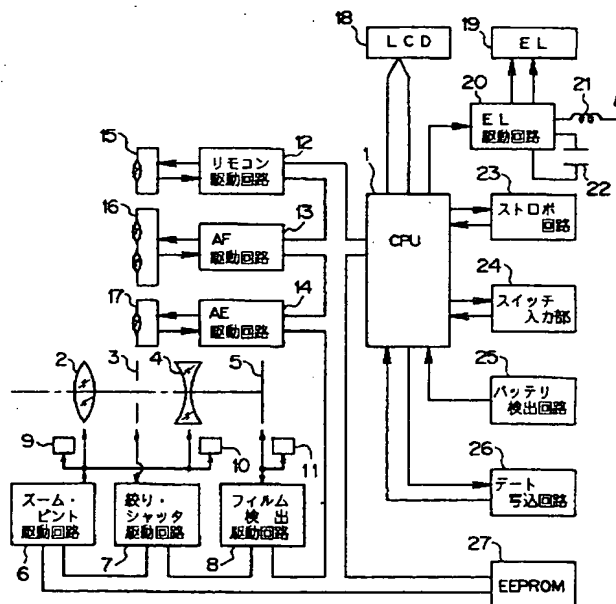 18
LCD
19
EL
20
EL
駆動回路
21
22
15
12
リモコン
駆動回路
1
CPU
23
ストロボ
回路
16
13
AF
駆動回路
24
スイッチ
入力部
17
14
AE
駆動回路
2
3
4
5
25
バッテリ
検出回路
9
10
11
26
デート
写込回路
ズーム・
ピント
駆動回路
6
絞り・
シャッタ
駆動回路
7
フィルム
検出
駆動回路
8
27
EEPROM